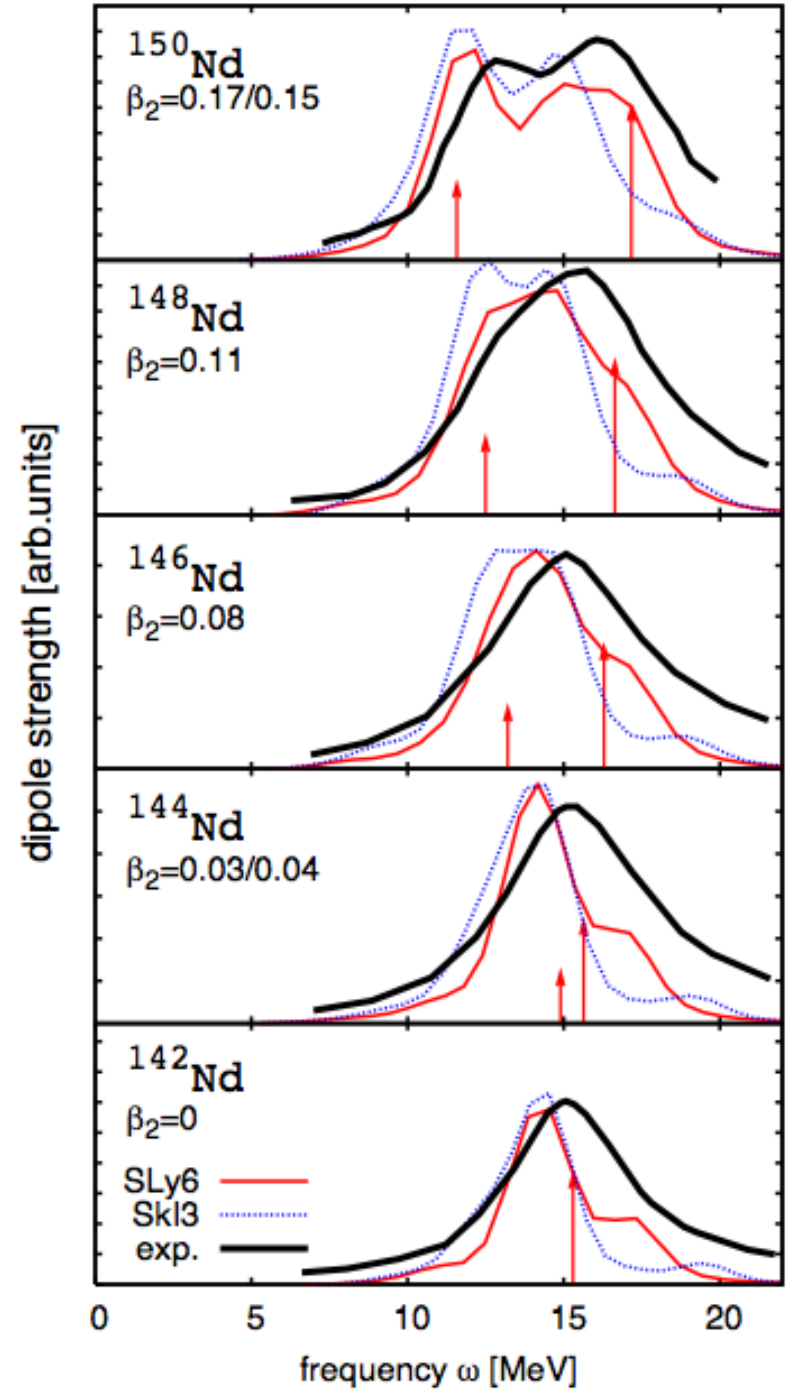 150Nd
β2=0.17/0.15
148Nd
β2=0.11
146Nd
β2=0.08
144Nd
β2=0.03/0.04
142Nd
β2=0
SLy6
SkI3
exp.
dipole strength [arb.units]
0 5 10 15 20
frequency ω [MeV]